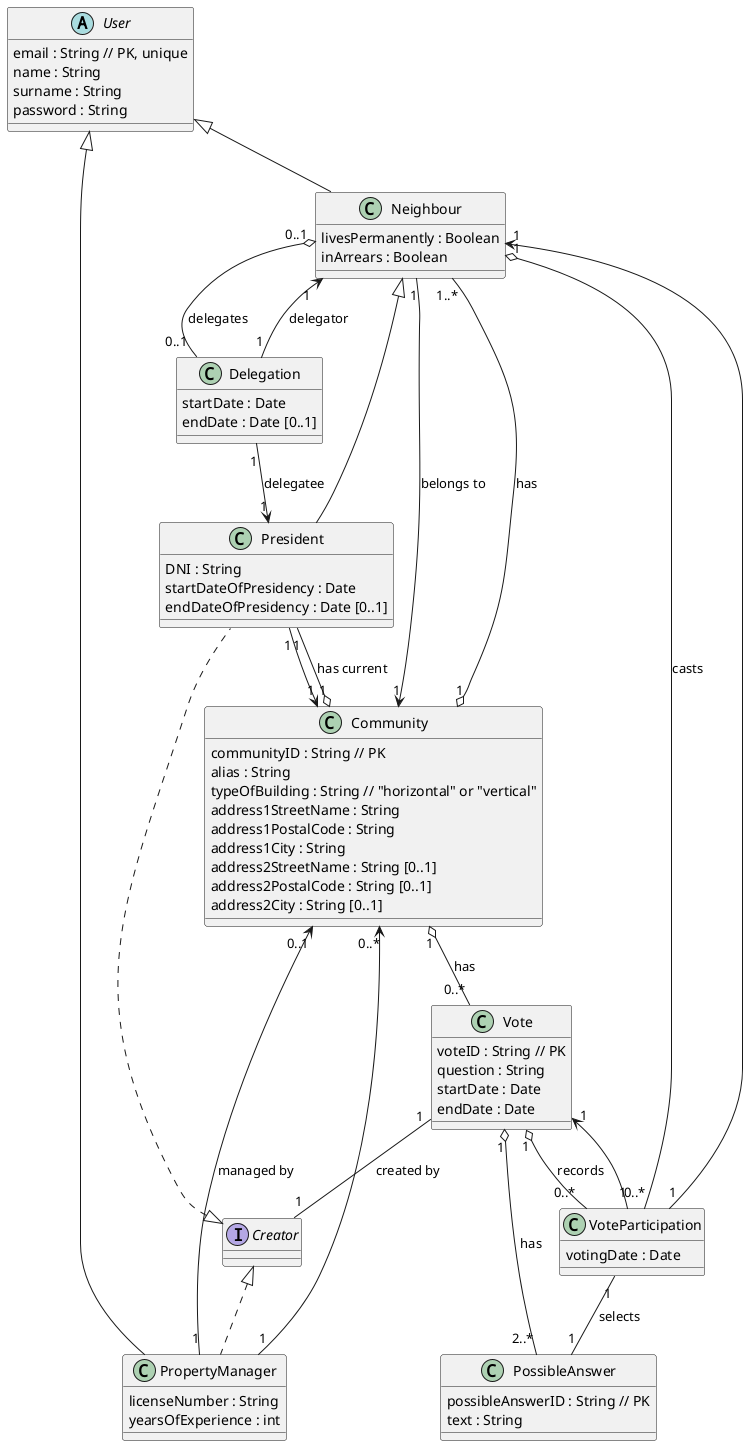 A User
email : String // PK, unique
name : String
surname : String
password : String
C Neighbour
livesPermanently : Boolean
inArrears : Boolean
0..1
1
1
0..1
delegates
1
1
delegator
1
1..*
C Delegation
startDate : Date
endDate : Date [0..1]
1
delegatee
1
belongs to
has
C President
DNI : String
startDateOfPresidency : Date
endDateOfPresidency : Date [0..1]
1
1
has current
1
1
1
1
casts
C Community
communityID : String // PK
alias : String
typeOfBuilding : String // "horizontal" or "vertical"
address1StreetName : String
address1PostalCode : String
address1City : String
address2StreetName : String [0..1]
address2PostalCode : String [0..1]
address2City : String [0..1]
0..1
0..*
1
has
0..*
C Vote
voteID : String // PK
question : String
startDate : Date
endDate : Date
1
1
1
1
managed by
created by
records
1
0..*
1
0..*
1
I Creator
C VoteParticipation
votingDate : Date
has
1
selects
1
1
2..*
1
C PropertyManager
licenseNumber : String
yearsOfExperience : int
C PossibleAnswer
possibleAnswerID : String // PK
text : String